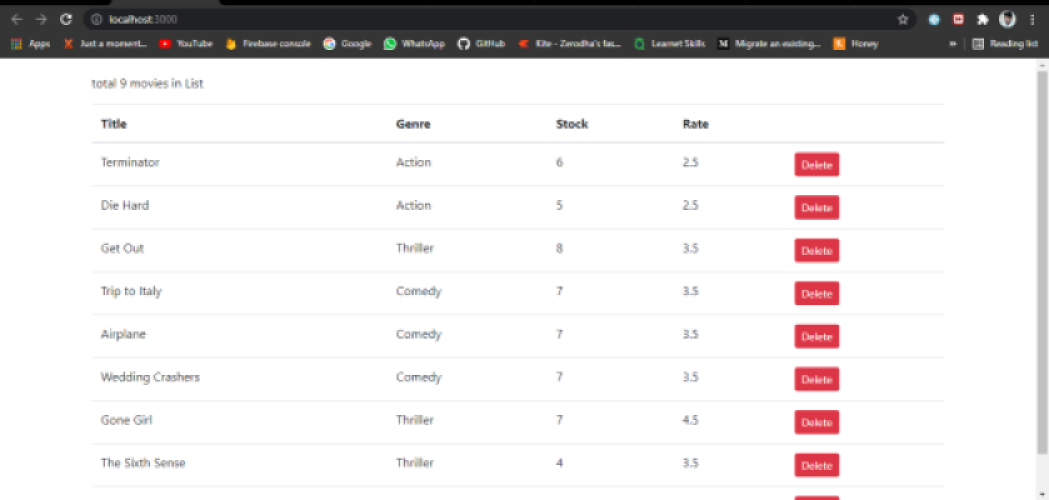 localhost:3000
Apps Just a moment... YouTube Firebase console Google WhatsApp GitHub Kite - Zerodha's fas... Learnet Skills Migrate an existing... Honey » Reading list
total 9 movies in List
Title Genre Stock Rate
Terminator Action 6 2.5 Delete
Die Hard Action 5 2.5 Delete
Get Out Thriller 8 3.5 Delete
Trip to Italy Comedy 7 3.5 Delete
Airplane Comedy 7 3.5 Delete
Wedding Crashers Comedy 7 3.5 Delete
Gone Girl Thriller 7 4.5 Delete
The Sixth Sense Thriller 4 3.5 Delete